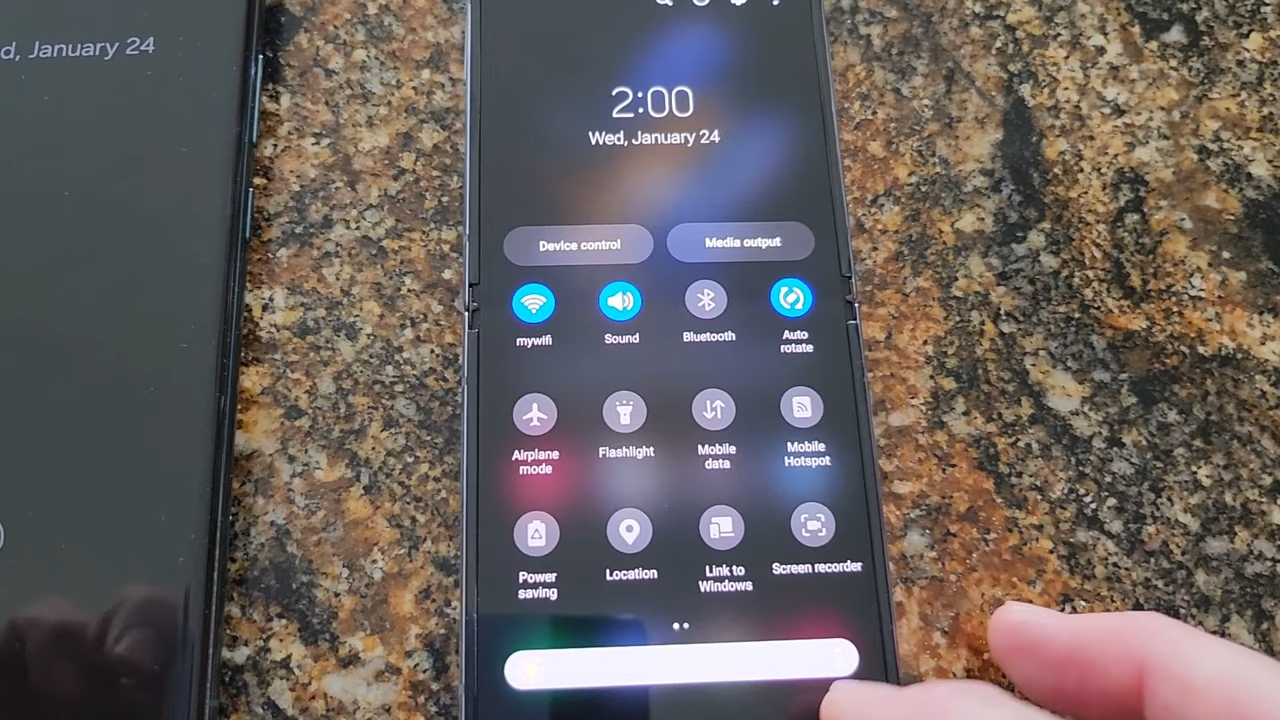 d, January 24
2:00
Wed, January 24
Device control
Media output
mywifi
Sound
Bluetooth
Auto
rotate
Airplane
mode
Flashlight
Mobile
data
Mobile
Hotspot
Power
saving
Location
Link to
Windows
Screen recorder